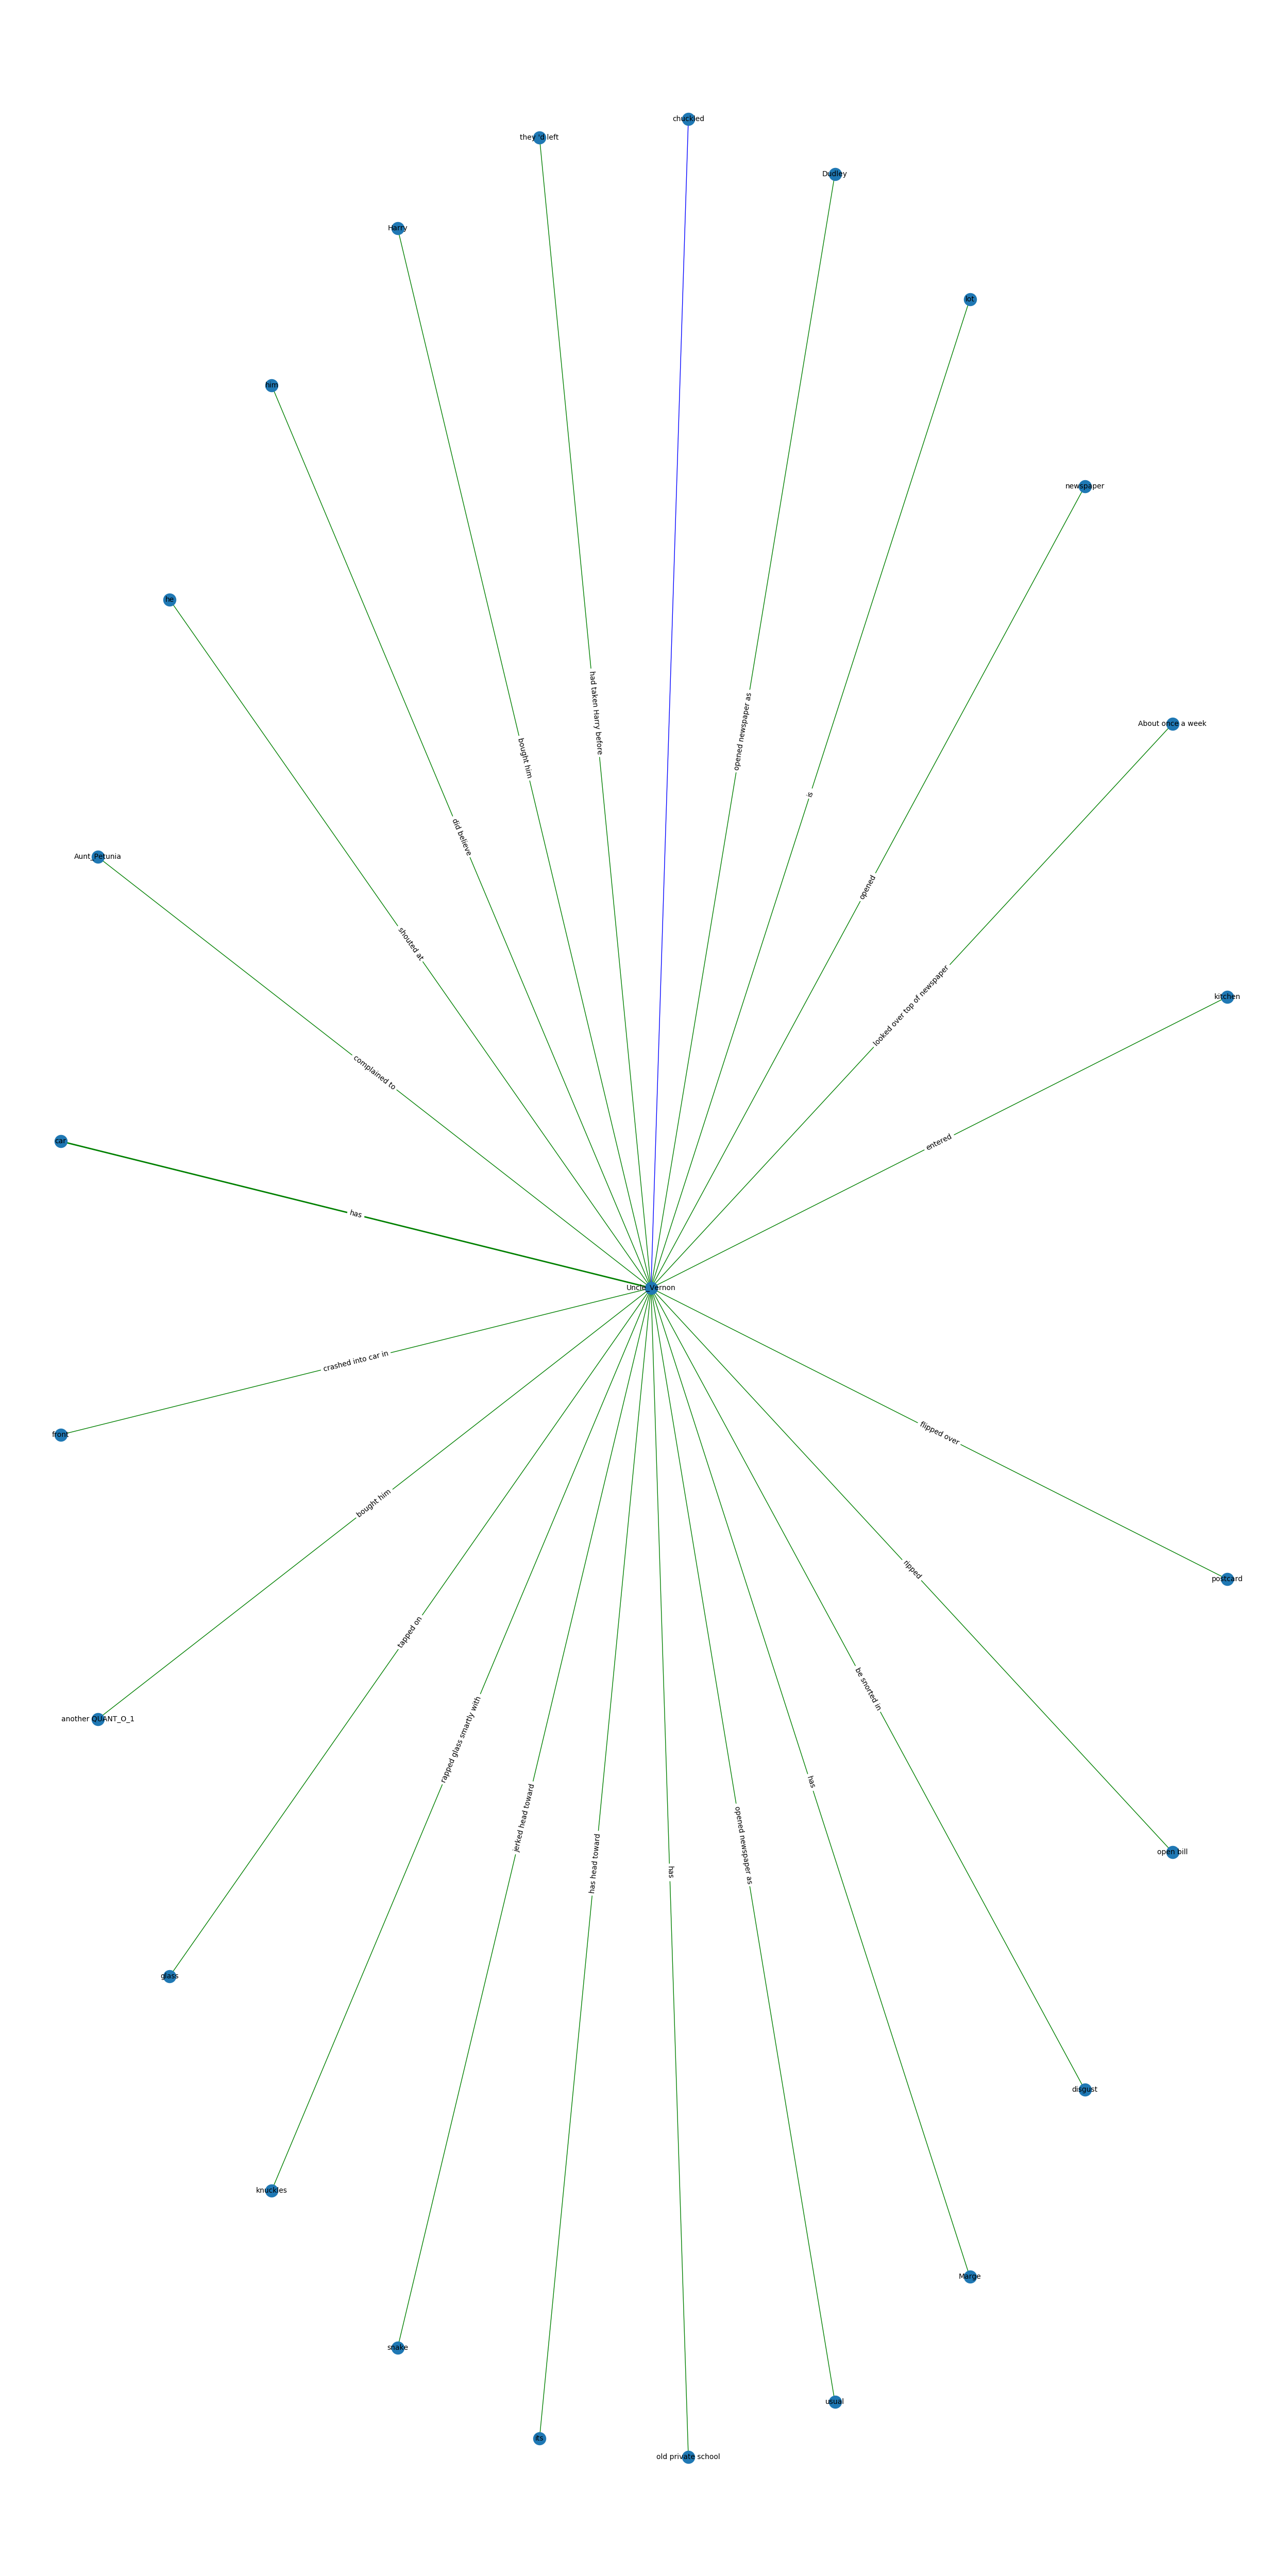 chuckled
they 'd left
Dudley
Harry
lot
him
newspaper
he
had taken Harry before
opened newspaper as
About once a week
bought him
is
did believe
Aunt_Petunia
opened
shouted at
looked over top of newspaper
kitchen
complained to
car
entered
has
Uncle_Vernon
crashed into car in
front
flipped over
bought him
ripped
postcard
tapped on
be snorted in
another QUANT_O_1
rapped glass smartly with
has
jerked head toward
opened newspaper as
open bill
has head toward
has
glass
disgust
knuckles
Marge
snake
usual
its
old private school